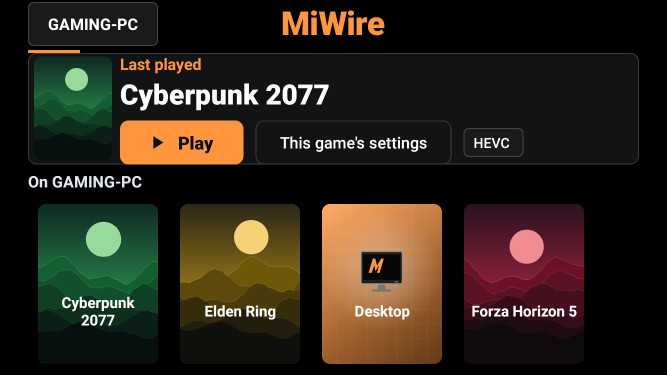 GAMING-PC
MiWire
Last played
Cyberpunk 2077
Play
This game's settings
HEVC
On GAMING-PC
Cyberpunk
2077
Elden Ring
M
Desktop
Forza Horizon 5